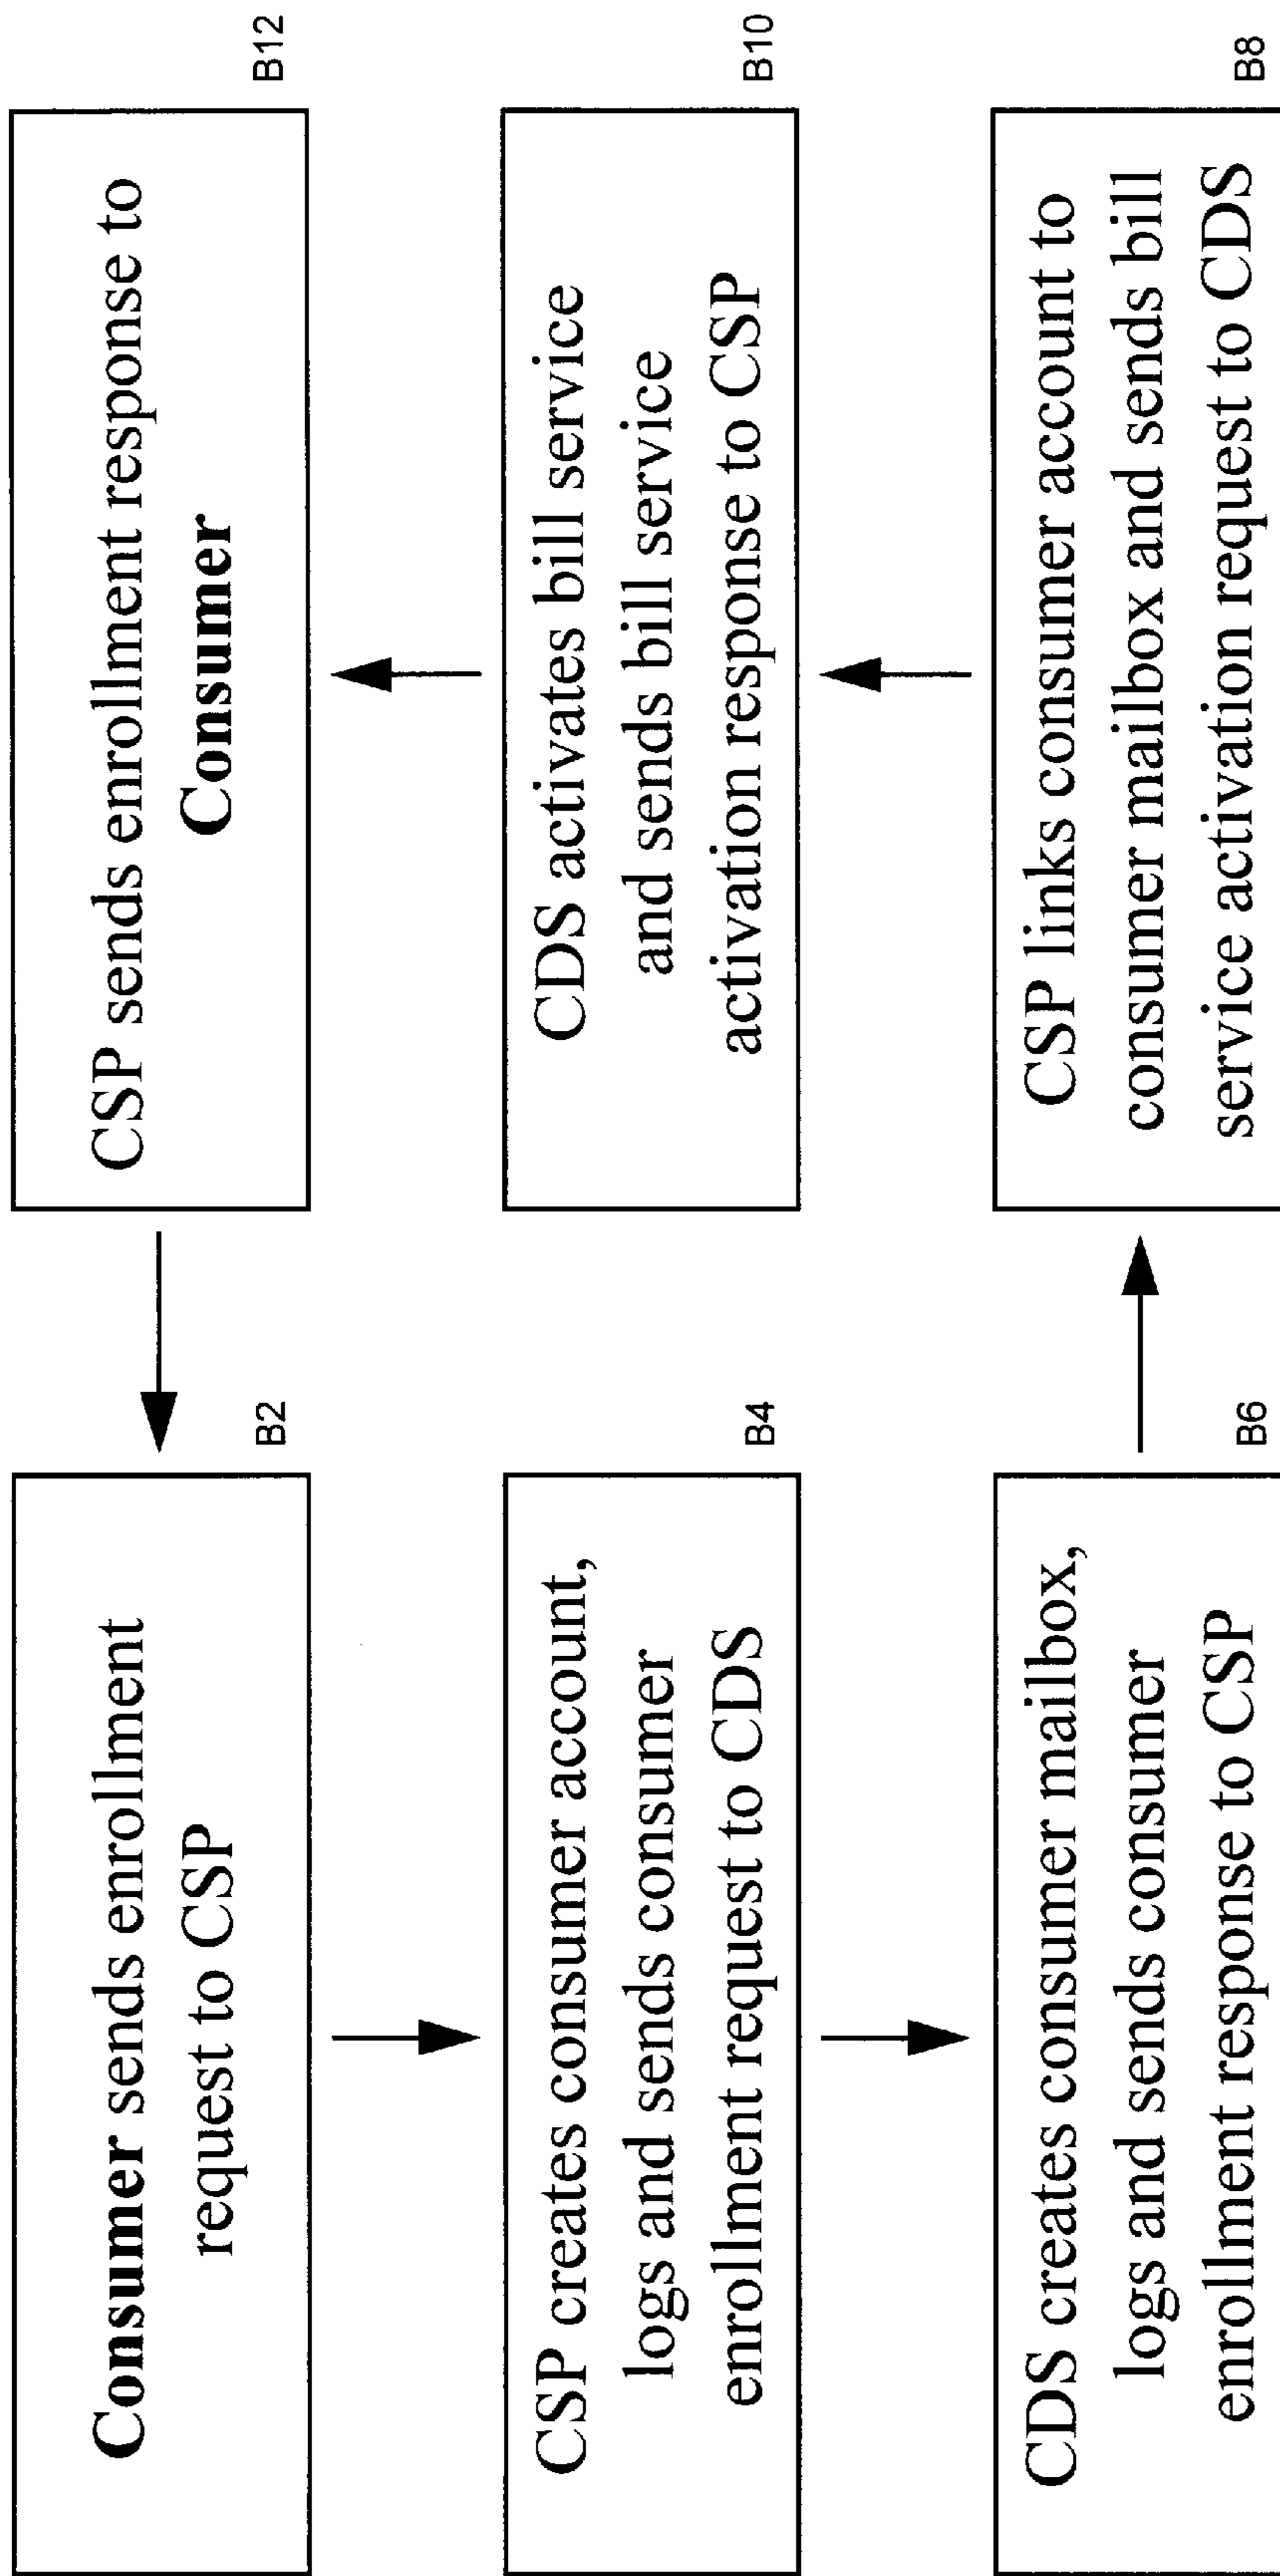 Consumer sends enrollment
request to CSP
B2
CSP creates consumer account,
logs and sends consumer
enrollment request to CDS
B4
CDS creates consumer mailbox,
logs and sends consumer
enrollment response to CSP
B6
CSP links consumer account to
consumer mailbox and sends bill
service activation request to CDS
B8
CDS activates bill service
and sends bill service
activation response to CSP
B10
CSP sends enrollment response to
Consumer
B12